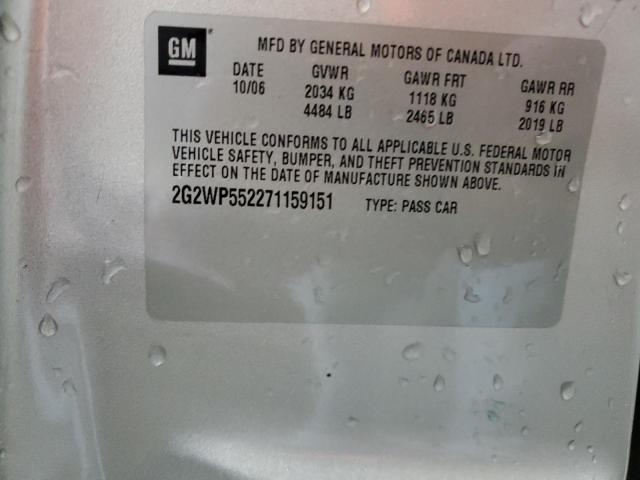 GM
MFD BY GENERAL MOTORS OF CANADA LTD.
DATE GVWR GAWR FRT GAWR RR
10/06 2034 KG 1118 KG 916 KG
4484 LB 2465 LB 2019 LB
THIS VEHICLE CONFORMS TO ALL APPLICABLE U.S. FEDERAL MOTOR
VEHICLE SAFETY, BUMPER, AND THEFT PREVENTION STANDARDS IN
EFFECT ON THE DATE OF MANUFACTURE SHOWN ABOVE.
2G2WP552271159151 TYPE: PASS CAR